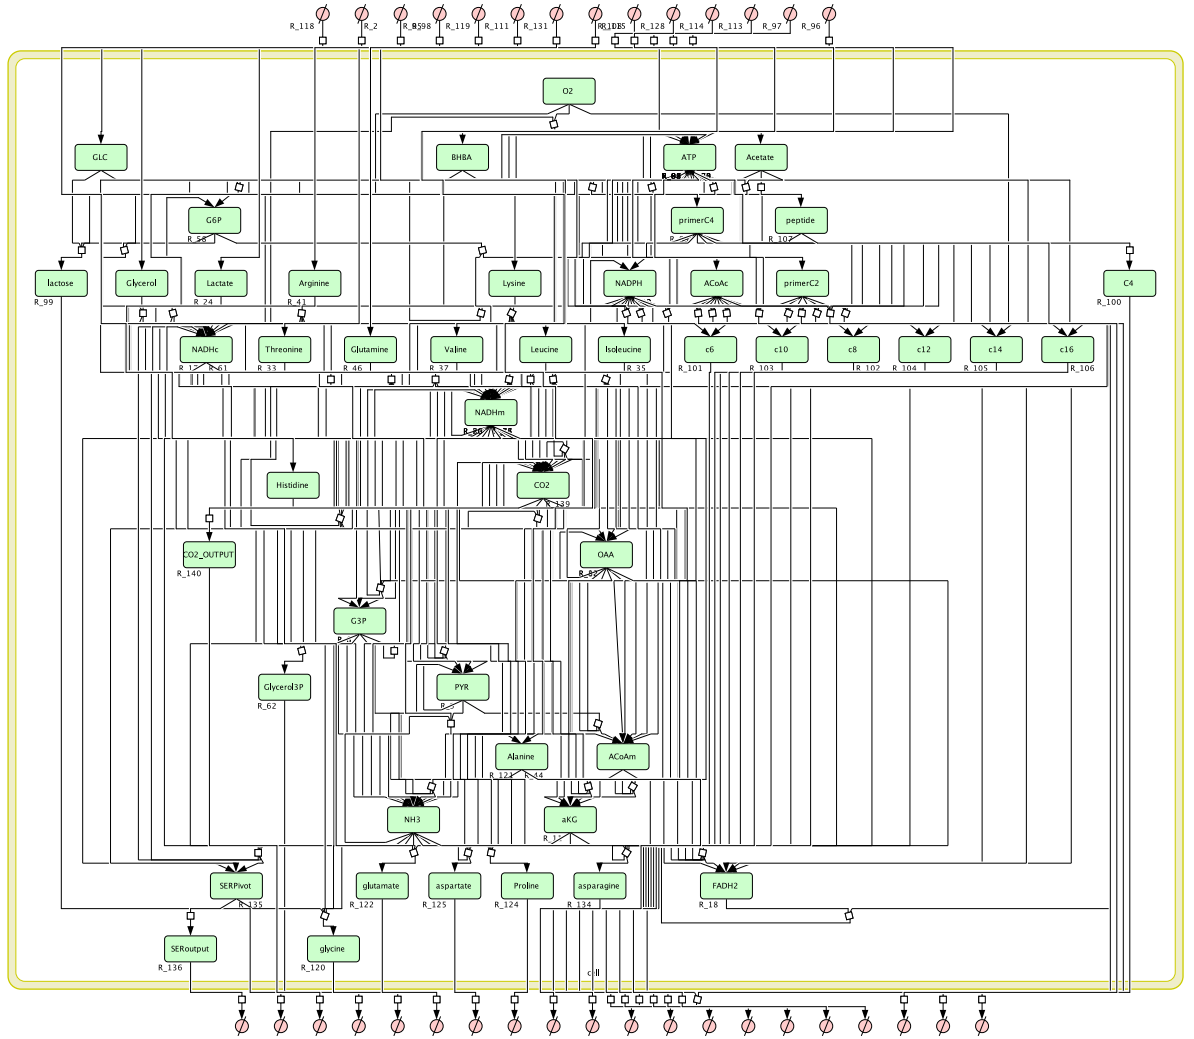 R_118
R_2
R_98
R_119
R_111
R_131
R_128
R_114
R_113
R_97
R_96
O2
GLC
BHBA
ATP
Acetate
G6P
primerC4
peptide
R_58
R_107
lactose
Glycerol
Lactate
Arginine
Lysine
NADPH
ACoAc
primerC2
C4
R_99
R_24
R_41
R_100
NADHc
Threonine
Glutamine
Valine
Leucine
Isoleucine
c6
c10
c8
c12
c14
c16
R_61
R_33
R_46
R_37
R_35
R_101
R_103
R_102
R_104
R_105
R_106
NADHm
Histidine
CO2
R_139
CO2_OUTPUT
OAA
R_140
G3P
Glycerol3P
PYR
R_62
Alanine
ACoAm
R_121
R_44
NH3
aKG
SERPivot
glutamate
aspartate
Proline
asparagine
FADH2
R_135
R_122
R_125
R_124
R_134
R_18
SERoutput
glycine
R_136
R_120
cell